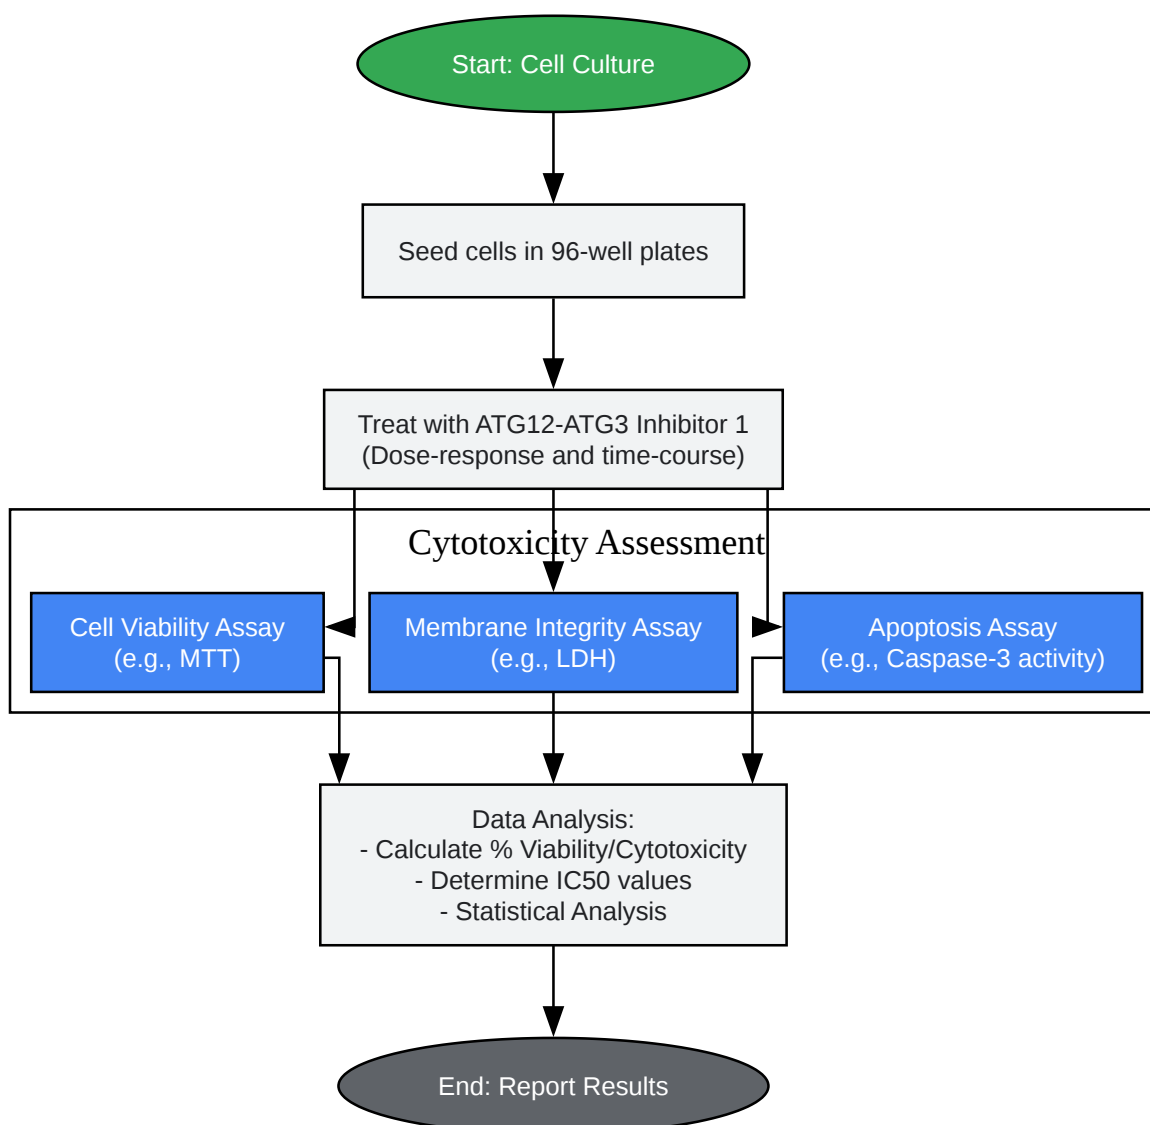 Start: Cell Culture
Seed cells in 96-well plates
Treat with ATG12-ATG3 Inhibitor 1
(Dose-response and time-course)
Cytotoxicity Assessment
Cell Viability Assay
(e.g., MTT)
Membrane Integrity Assay
(e.g., LDH)
Apoptosis Assay
(e.g., Caspase-3 activity)
Data Analysis:
- Calculate % Viability/Cytotoxicity
- Determine IC50 values
- Statistical Analysis
End: Report Results